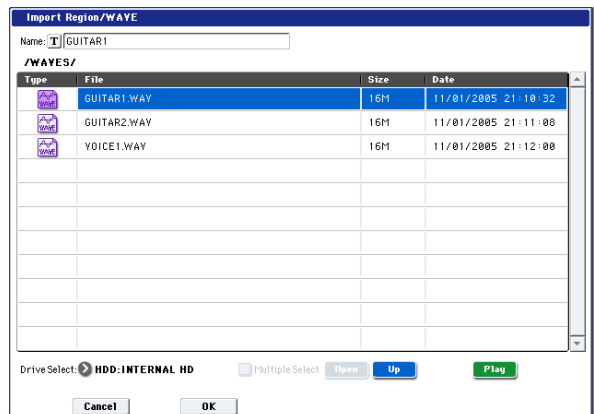 Import Region/WAVE
Name: T GUITAR1
/WAVES/
Type File Size Date
WAVE GUITAR1.WAV 16M 11/01/2005 21:10:32
WAVE GUITAR2.WAV 16M 11/01/2005 21:11:08
WAVE VOICE1.WAV 16M 11/01/2005 21:12:00
Drive Select: HDD:INTERNAL HD Multiple Select Open Up Play
Cancel OK